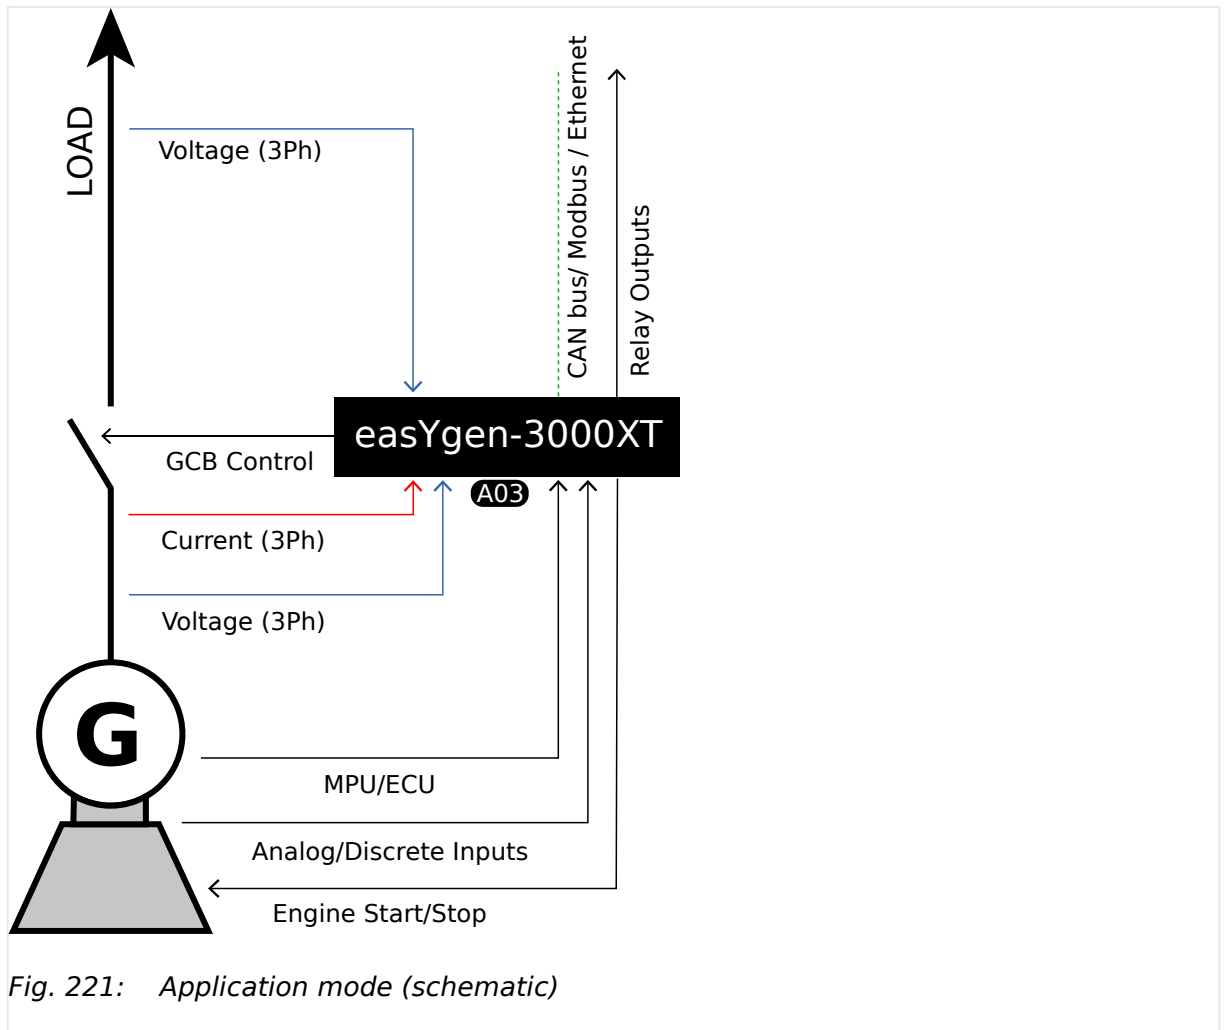 LOAD
Voltage (3Ph)
CAN bus/ Modbus / Ethernet
Relay Outputs
easYgen-3000XT
GCB Control
A03
Current (3Ph)
Voltage (3Ph)
G
MPU/ECU
Analog/Discrete Inputs
Engine Start/Stop
Fig. 221: Application mode (schematic)